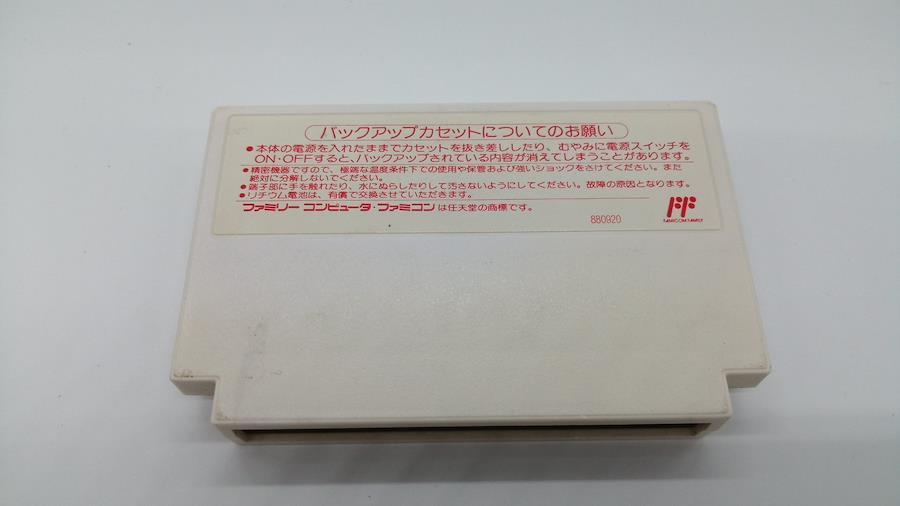 バックアップカセットについてのお願い
●本体の電源を入れたままでカセットを抜き差ししたり、むやみに電源スイッチを
ON・OFFすると、バックアップされている内容が消えてしまうことがあります。
●精密機器ですので、極端な温度条件下での使用や保管および強いショックをさけてください。また
絶対に分解しないでください。
●端子部に手を触れたり、水にぬらしたりして汚さないようにしてください。故障の原因となります。
●リチウム電池は、有償で交換させていただきます。
ファミリーコンピュータ・ファミコンは任天堂の商標です。
880920
FAMICOM FAMILY